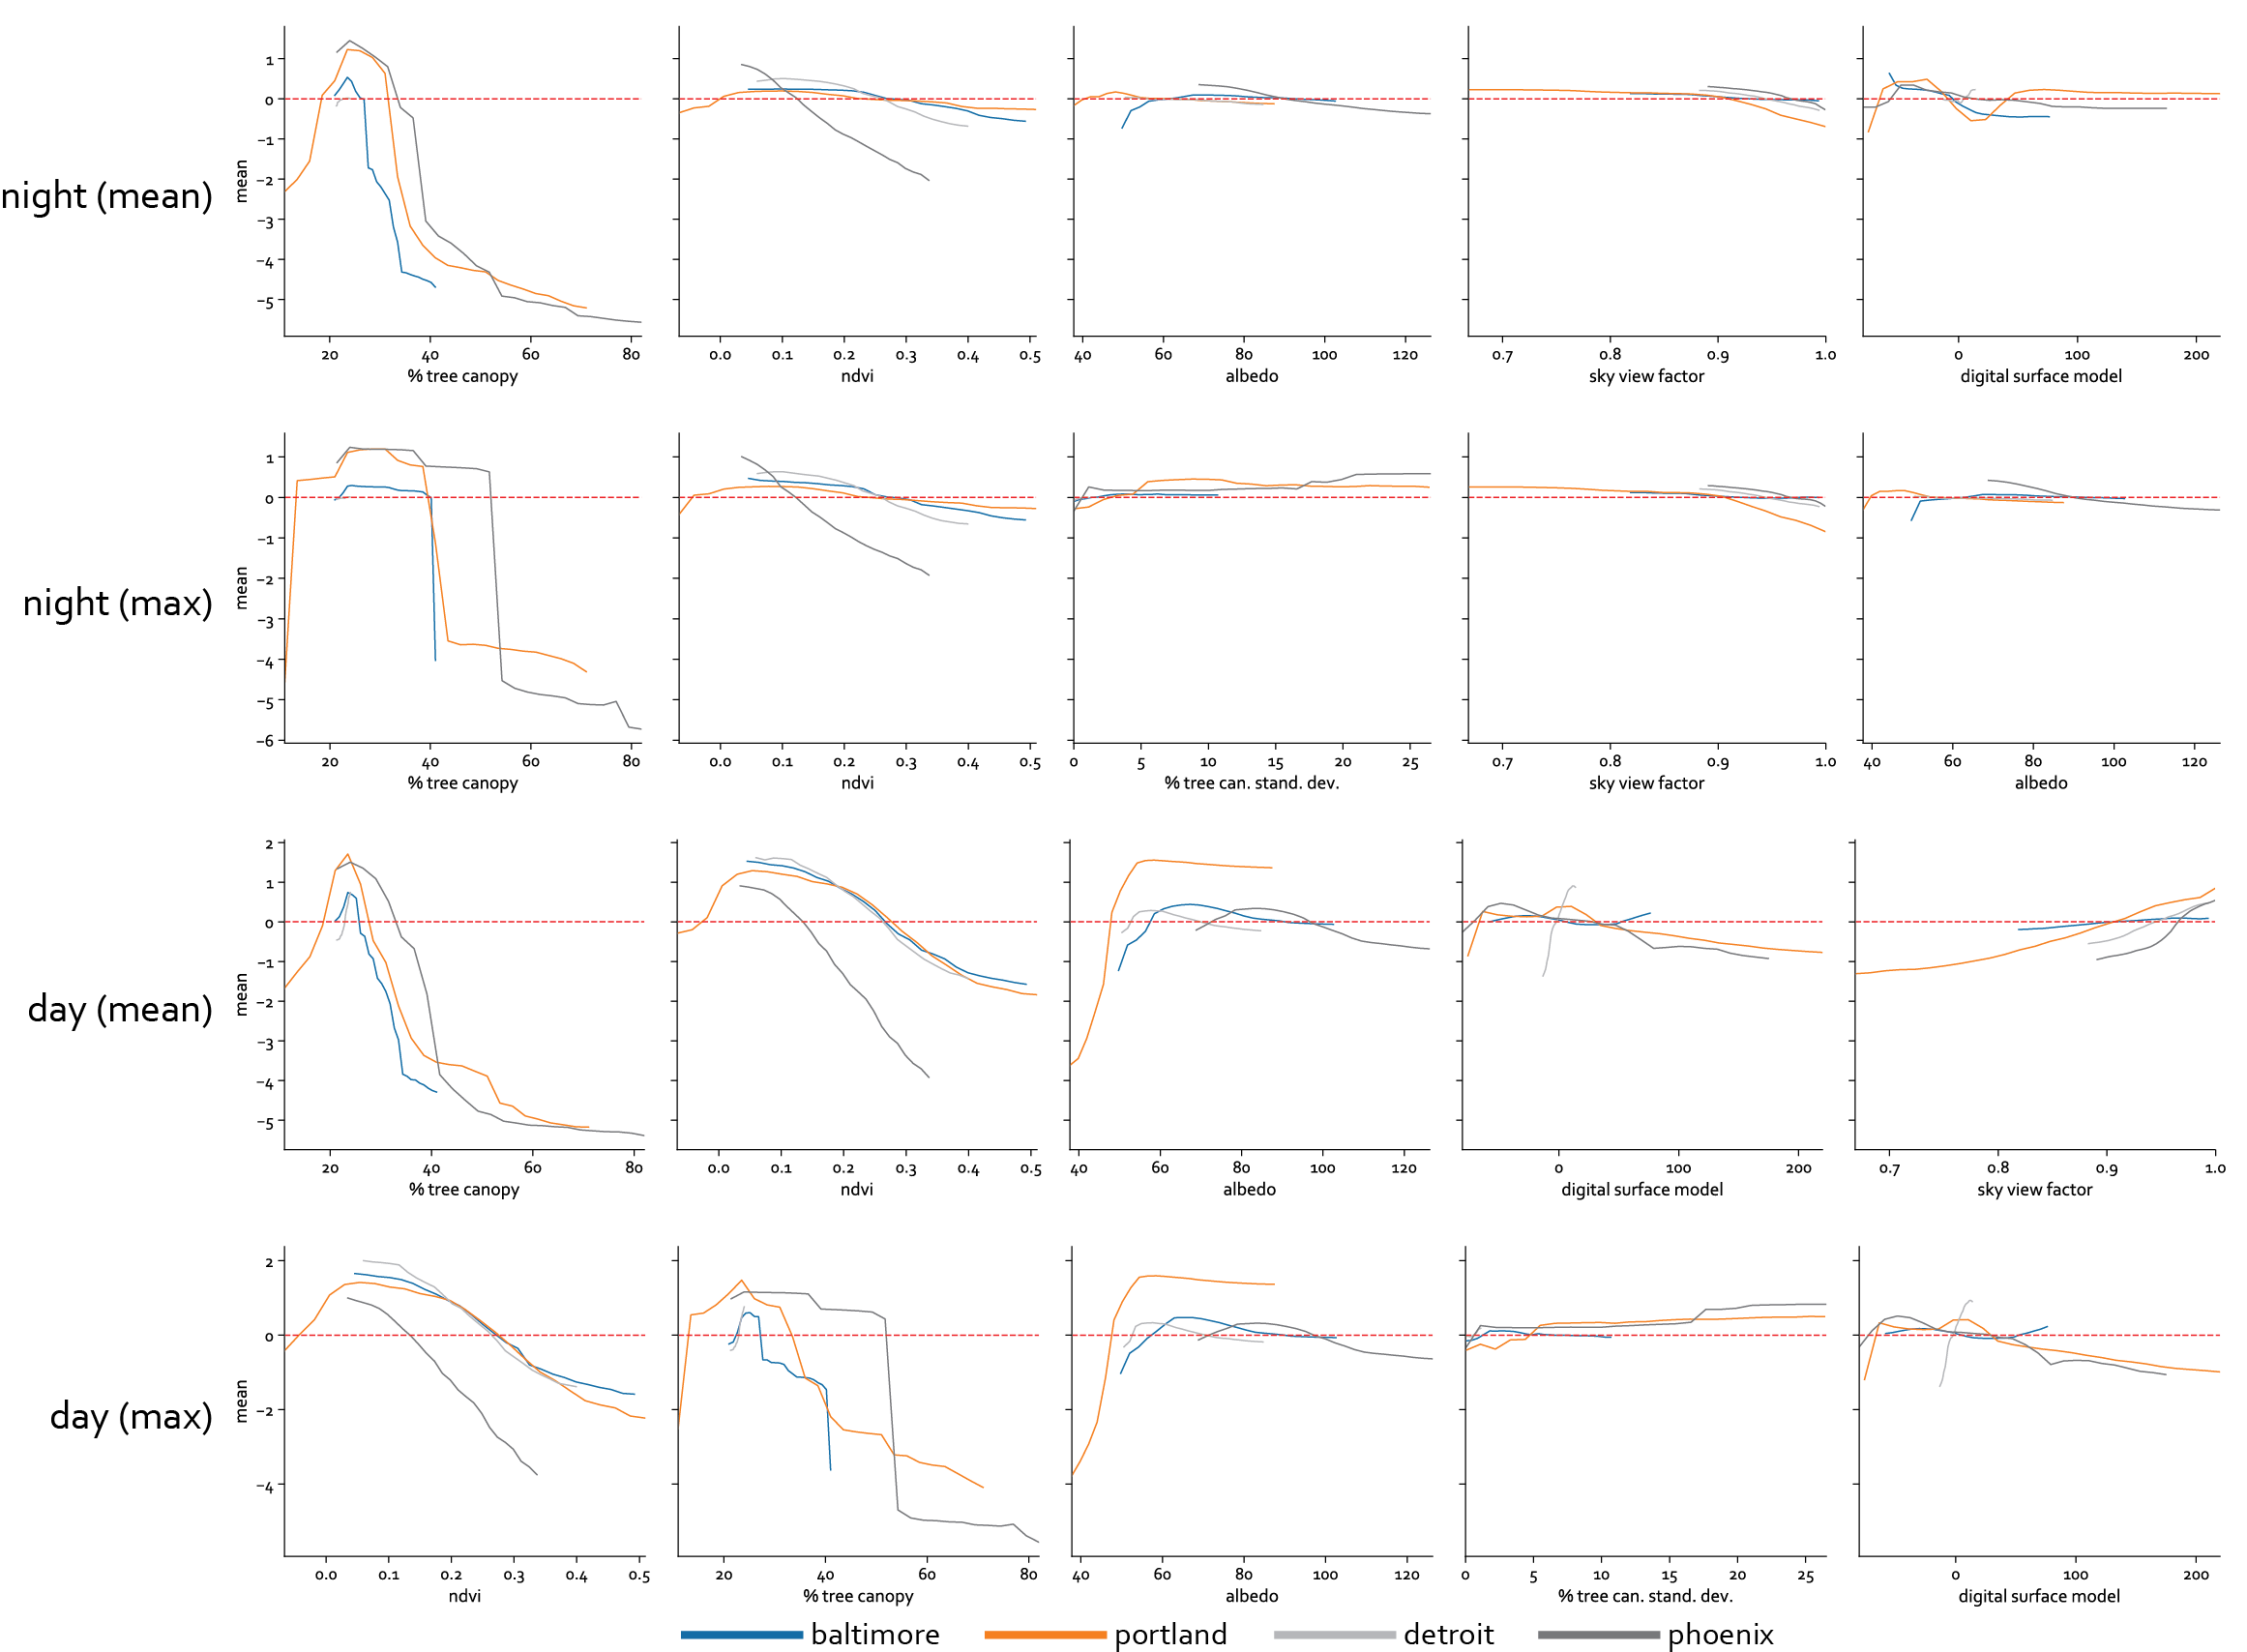 1
0
−1
−2
−3
−4
−5
mean
night (mean)
20 40 60 80
% tree canopy
0.0 0.1 0.2 0.3 0.4 0.5
ndvi
40 60 80 100 120
albedo
0.7 0.8 0.9 1.0
sky view factor
0 100 200
digital surface model
1
0
−1
−2
−3
−4
−5
−6
mean
night (max)
20 40 60 80
% tree canopy
0.0 0.1 0.2 0.3 0.4 0.5
ndvi
0 5 10 15 20 25
% tree can. stand. dev.
0.7 0.8 0.9 1.0
sky view factor
40 60 80 100 120
albedo
2
1
0
−1
−2
−3
−4
−5
mean
day (mean)
20 40 60 80
% tree canopy
0.0 0.1 0.2 0.3 0.4 0.5
ndvi
40 60 80 100 120
albedo
0 100 200
digital surface model
0.7 0.8 0.9 1.0
sky view factor
2
0
−2
−4
mean
day (max)
0.0 0.1 0.2 0.3 0.4 0.5
ndvi
20 40 60 80
% tree canopy
40 60 80 100 120
albedo
0 5 10 15 20 25
% tree can. stand. dev.
0 100 200
digital surface model
baltimore portland detroit phoenix